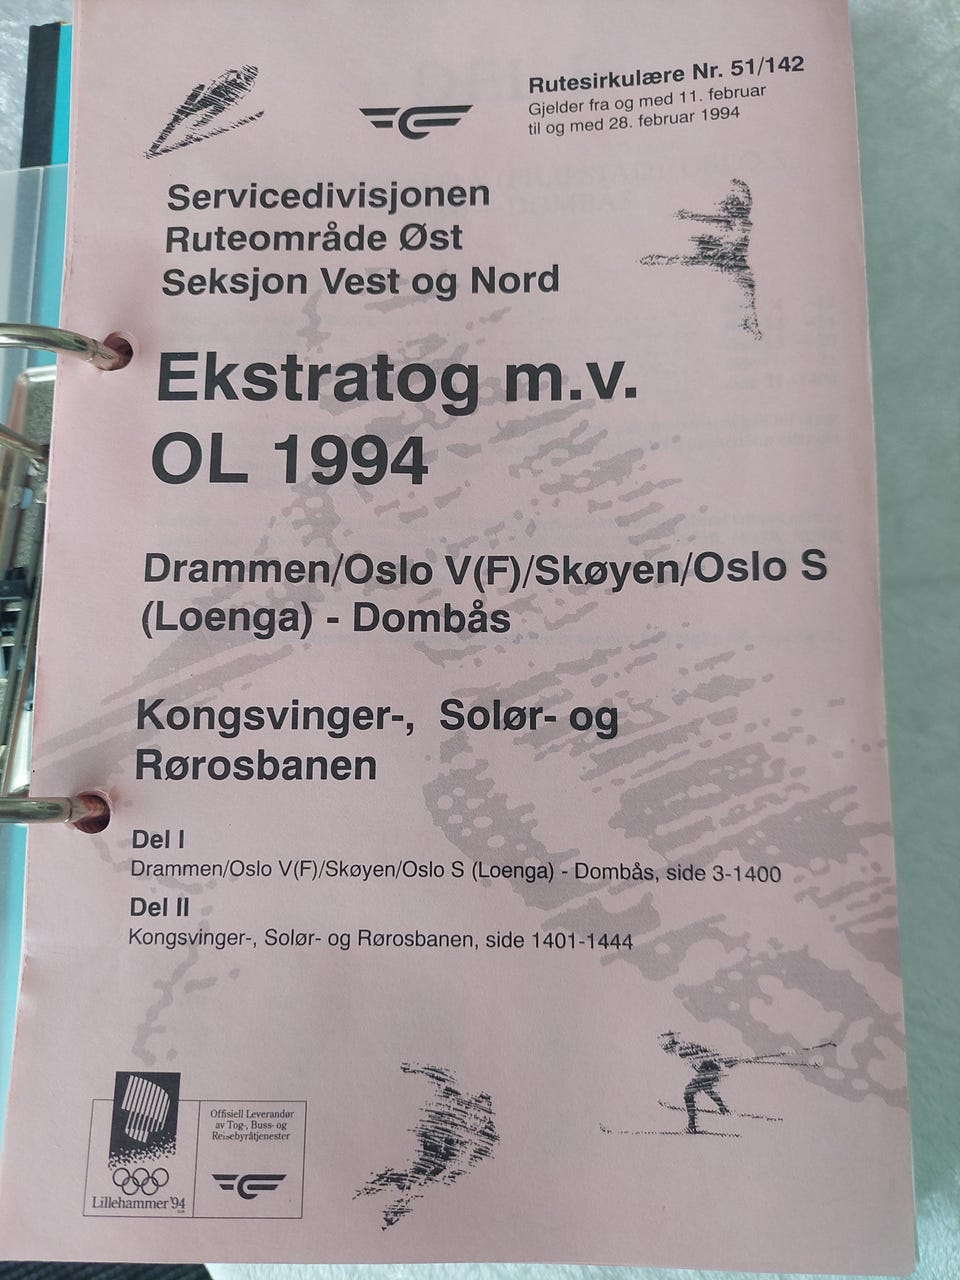 Rutesirkulære Nr. 51/142
Gjelder fra og med 11. februar
til og med 28. februar 1994
Servicedivisjonen
Ruteområde Øst
Seksjon Vest og Nord
Ekstratog m.v.
OL 1994
Drammen/Oslo V(F)/Skøyen/Oslo S
(Loenga) - Dombås
Kongsvinger-, Solør- og
Rørosbanen
Del I
Drammen/Oslo V(F)/Skøyen/Oslo S (Loenga) - Dombås, side 3-1400
Del II
Kongsvinger-, Solør- og Rørosbanen, side 1401-1444
Lillehammer '94
Offisiell Leverandør
av Tog-, Buss- og
Reisebyråtjenester